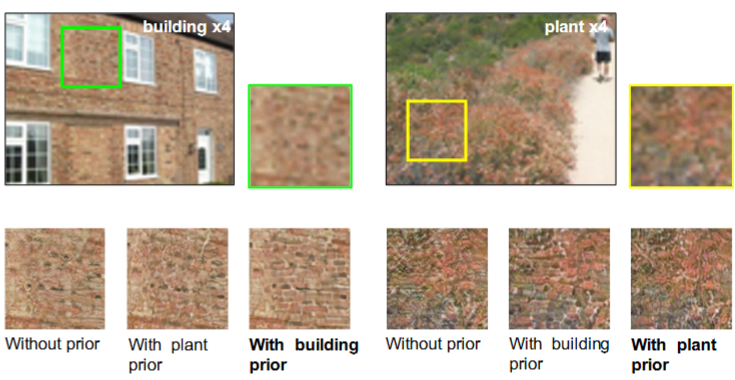 building x4
plant x4
Without prior
With plant
prior
With building
prior
Without prior
With building
prior
With plant
prior